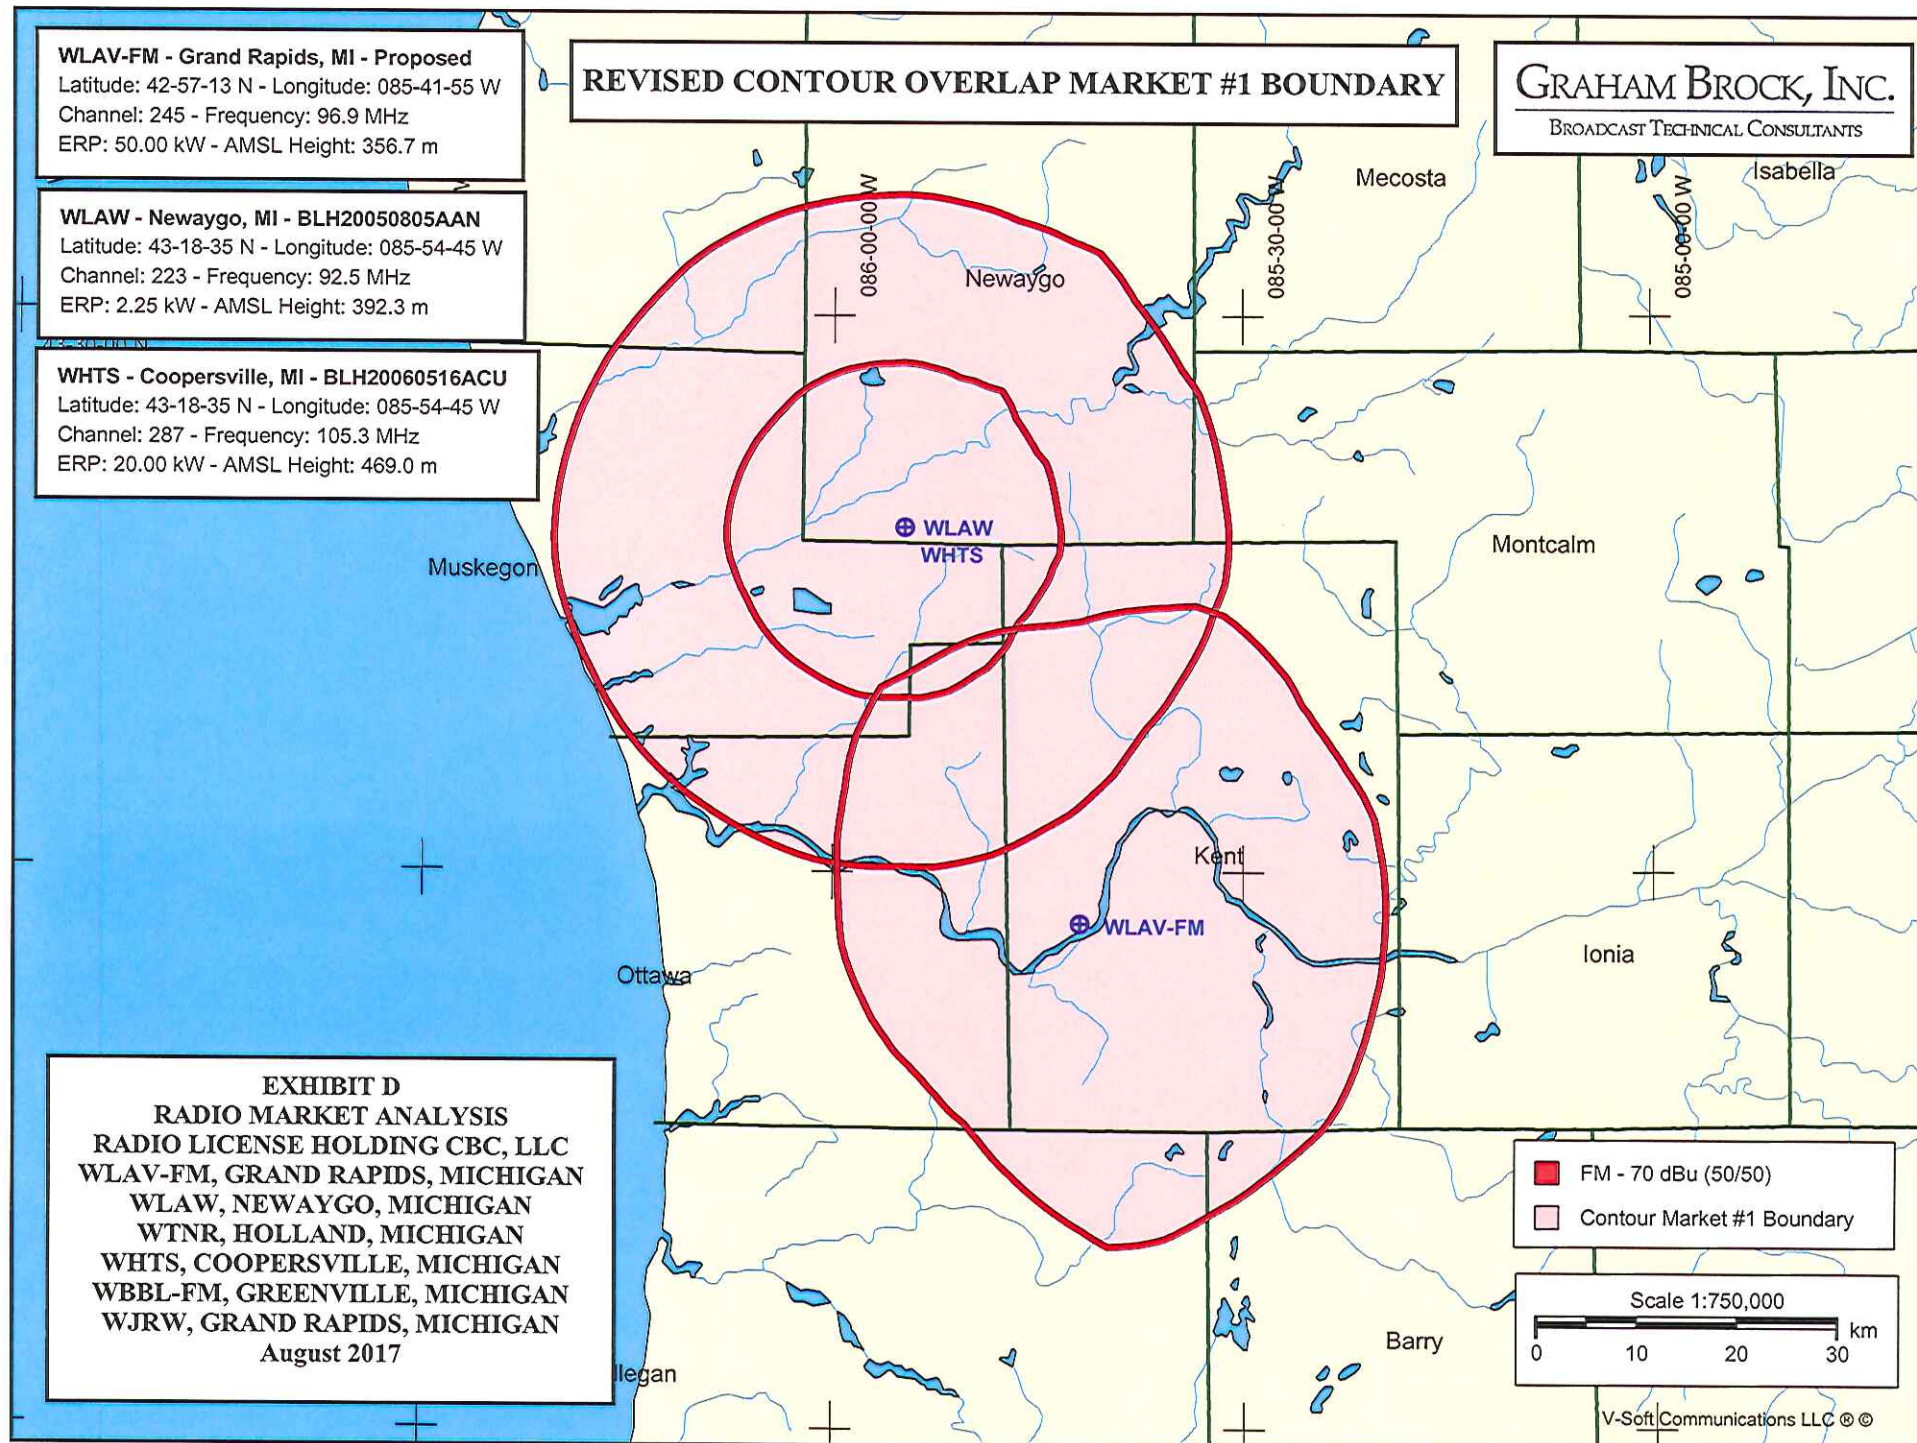 WLAV-FM - Grand Rapids, MI - Proposed
Latitude: 42-57-13 N - Longitude: 085-41-55 W
Channel: 245 - Frequency: 96.9 MHz
ERP: 50.00 kW - AMSL Height: 356.7 m
REVISED CONTOUR OVERLAP MARKET #1 BOUNDARY
GRAHAM BROCK, INC.
BROADCAST TECHNICAL CONSULTANTS
WLAW - Newaygo, MI - BLH20050805AAN
Latitude: 43-18-35 N - Longitude: 085-54-45 W
Channel: 223 - Frequency: 92.5 MHz
ERP: 2.25 kW - AMSL Height: 392.3 m
WHTS - Coopersville, MI - BLH20060516ACU
Latitude: 43-18-35 N - Longitude: 085-54-45 W
Channel: 287 - Frequency: 105.3 MHz
ERP: 20.00 kW - AMSL Height: 469.0 m
Mecosta
Isabella
086-00-00 W
085-30-00 W
085-00-00 W
Newaygo
WLAW
WHTS
Muskegon
Montcalm
Kent
WLAV-FM
Ottawa
Ionia
EXHIBIT D
RADIO MARKET ANALYSIS
RADIO LICENSE HOLDING CBC, LLC
WLAV-FM, GRAND RAPIDS, MICHIGAN
WLAW, NEWAYGO, MICHIGAN
WTNR, HOLLAND, MICHIGAN
WHTS, COOPERSVILLE, MICHIGAN
WBBL-FM, GREENVILLE, MICHIGAN
WJRW, GRAND RAPIDS, MICHIGAN
August 2017
llegan
Barry
FM - 70 dBu (50/50)
Contour Market #1 Boundary
Scale 1:750,000
km
0 10 20 30
V-Soft Communications LLC ® ©